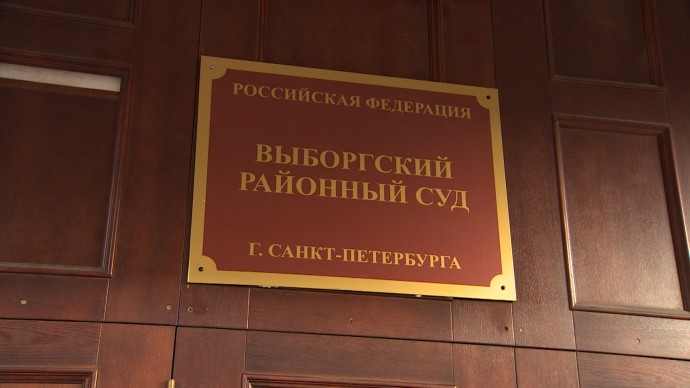 РОССИЙСКАЯ ФЕДЕРАЦИЯ
ВЫБОРГСКИЙ
РАЙОННЫЙ СУД
Г. САНКТ-ПЕТЕРБУРГА